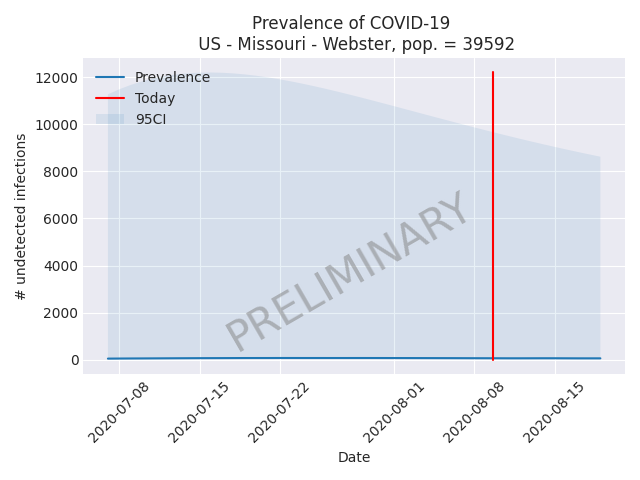 Prevalence of COVID-19
US - Missouri - Webster, pop. = 39592
Prevalence
Today
95CI
# undetected infections
12000
10000
8000
6000
4000
2000
0
PRELIMINARY
2020-07-08
2020-07-15
2020-07-22
2020-08-01
2020-08-08
2020-08-15
Date